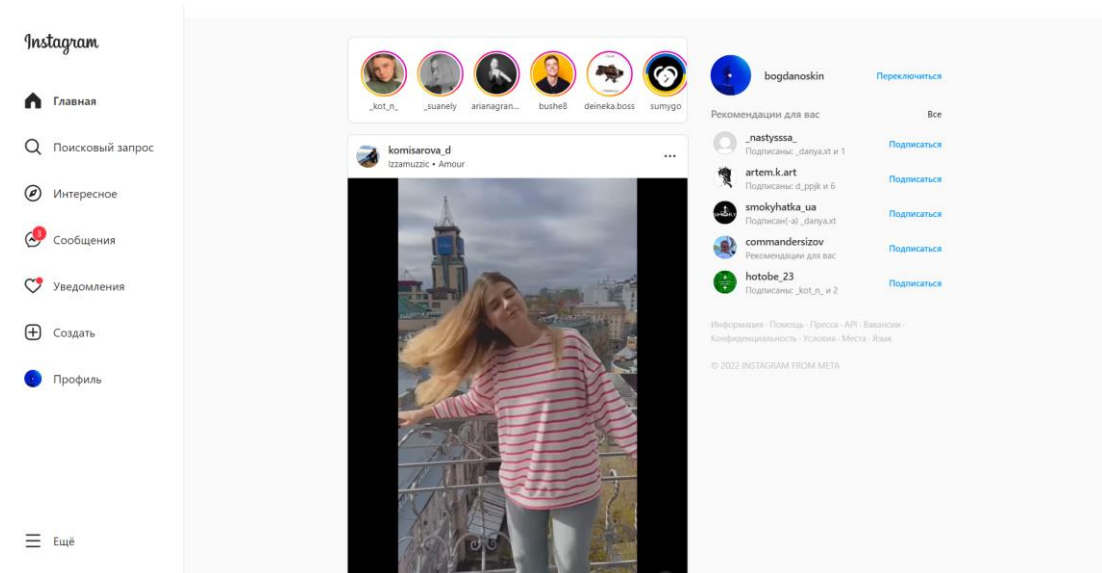 Instagram
Главная
Поисковый запрос
Интересное
3
Сообщения
Уведомления
Создать
Профиль
Ещё
_kot_n_
_suanely
arianagran...
bushe8
deineka.boss
sumygo
komisarova_d
Izzamuzzic • Amour
bogdanoskin
Переключиться
Рекомендации для вас
Все
_nastysssa_
Подписаны: _danya.xt и 1
Подписаться
artem.k.art
Подписаны: d_ppjk и 6
Подписаться
smokyhatka_ua
Подписан(-а) _danya.xt
Подписаться
commandersizov
Рекомендации для вас
Подписаться
hotobe_23
Подписаны: _kot_n_ и 2
Подписаться
Информация · Помощь · Пресса · API · Вакансии ·
Конфиденциальность · Условия · Места · Язык
© 2022 INSTAGRAM FROM META